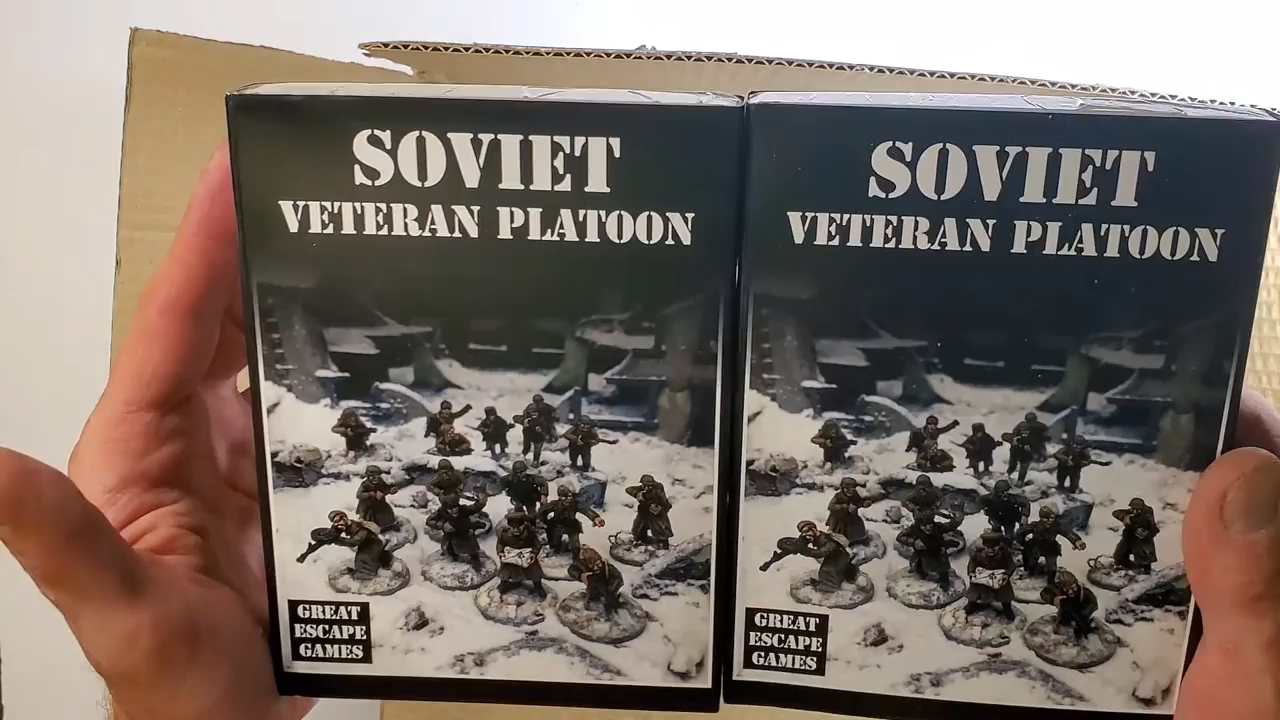 SOVIET
VETERAN PLATOON
GREAT
ESCAPE
GAMES
SOVIET
VETERAN PLATOON
GREAT
ESCAPE
GAMES